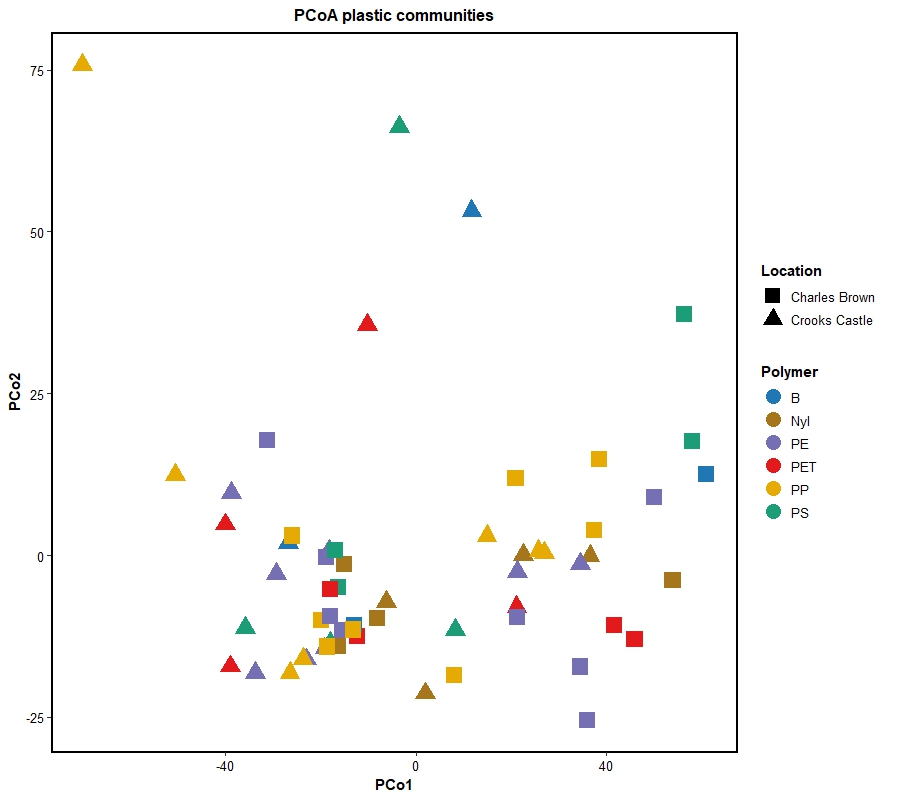 PCoA plastic communities
PCo2
75
50
25
0
-25
-40
0
40
PCo1
Location
Charles Brown
Crooks Castle
Polymer
B
Nyl
PE
PET
PP
PS